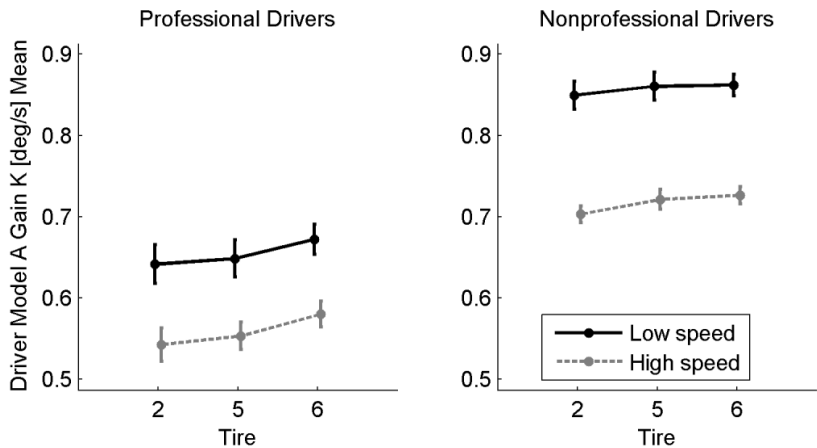 Professional Drivers
Driver Model A Gain K [deg/s] Mean
0.9
0.8
0.7
0.6
0.5
2 5 6
Tire
Nonprofessional Drivers
0.9
0.8
0.7
0.6
0.5
Low speed
High speed
2 5 6
Tire